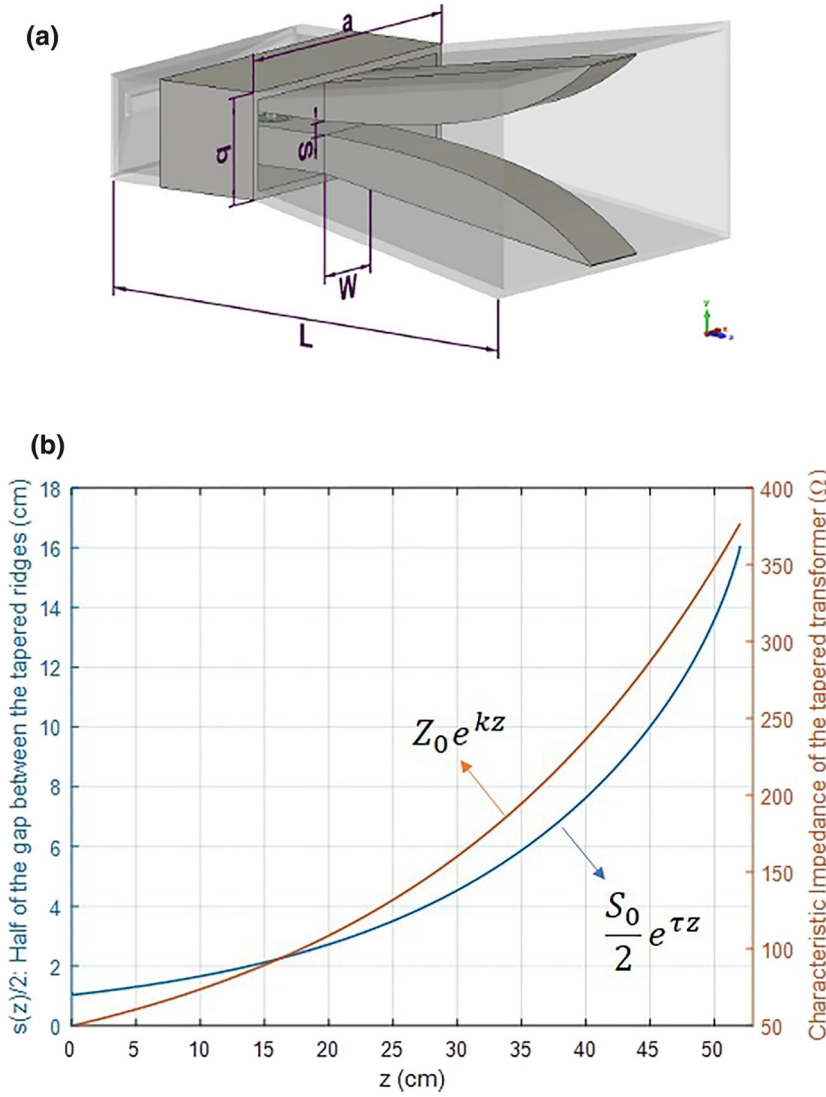 (a)
a
b
S
W
L
y
x
z
(b)
s(z)/2: Half of the gap between the tapered ridges (cm)
18
16
14
12
10
8
6
4
2
0
Z₀e^{kz}
S₀/2 e^{τz}
400
350
300
250
200
150
100
50
Characteristic Impedance of the tapered transformer (Ω)
0 5 10 15 20 25 30 35 40 45 50
z (cm)